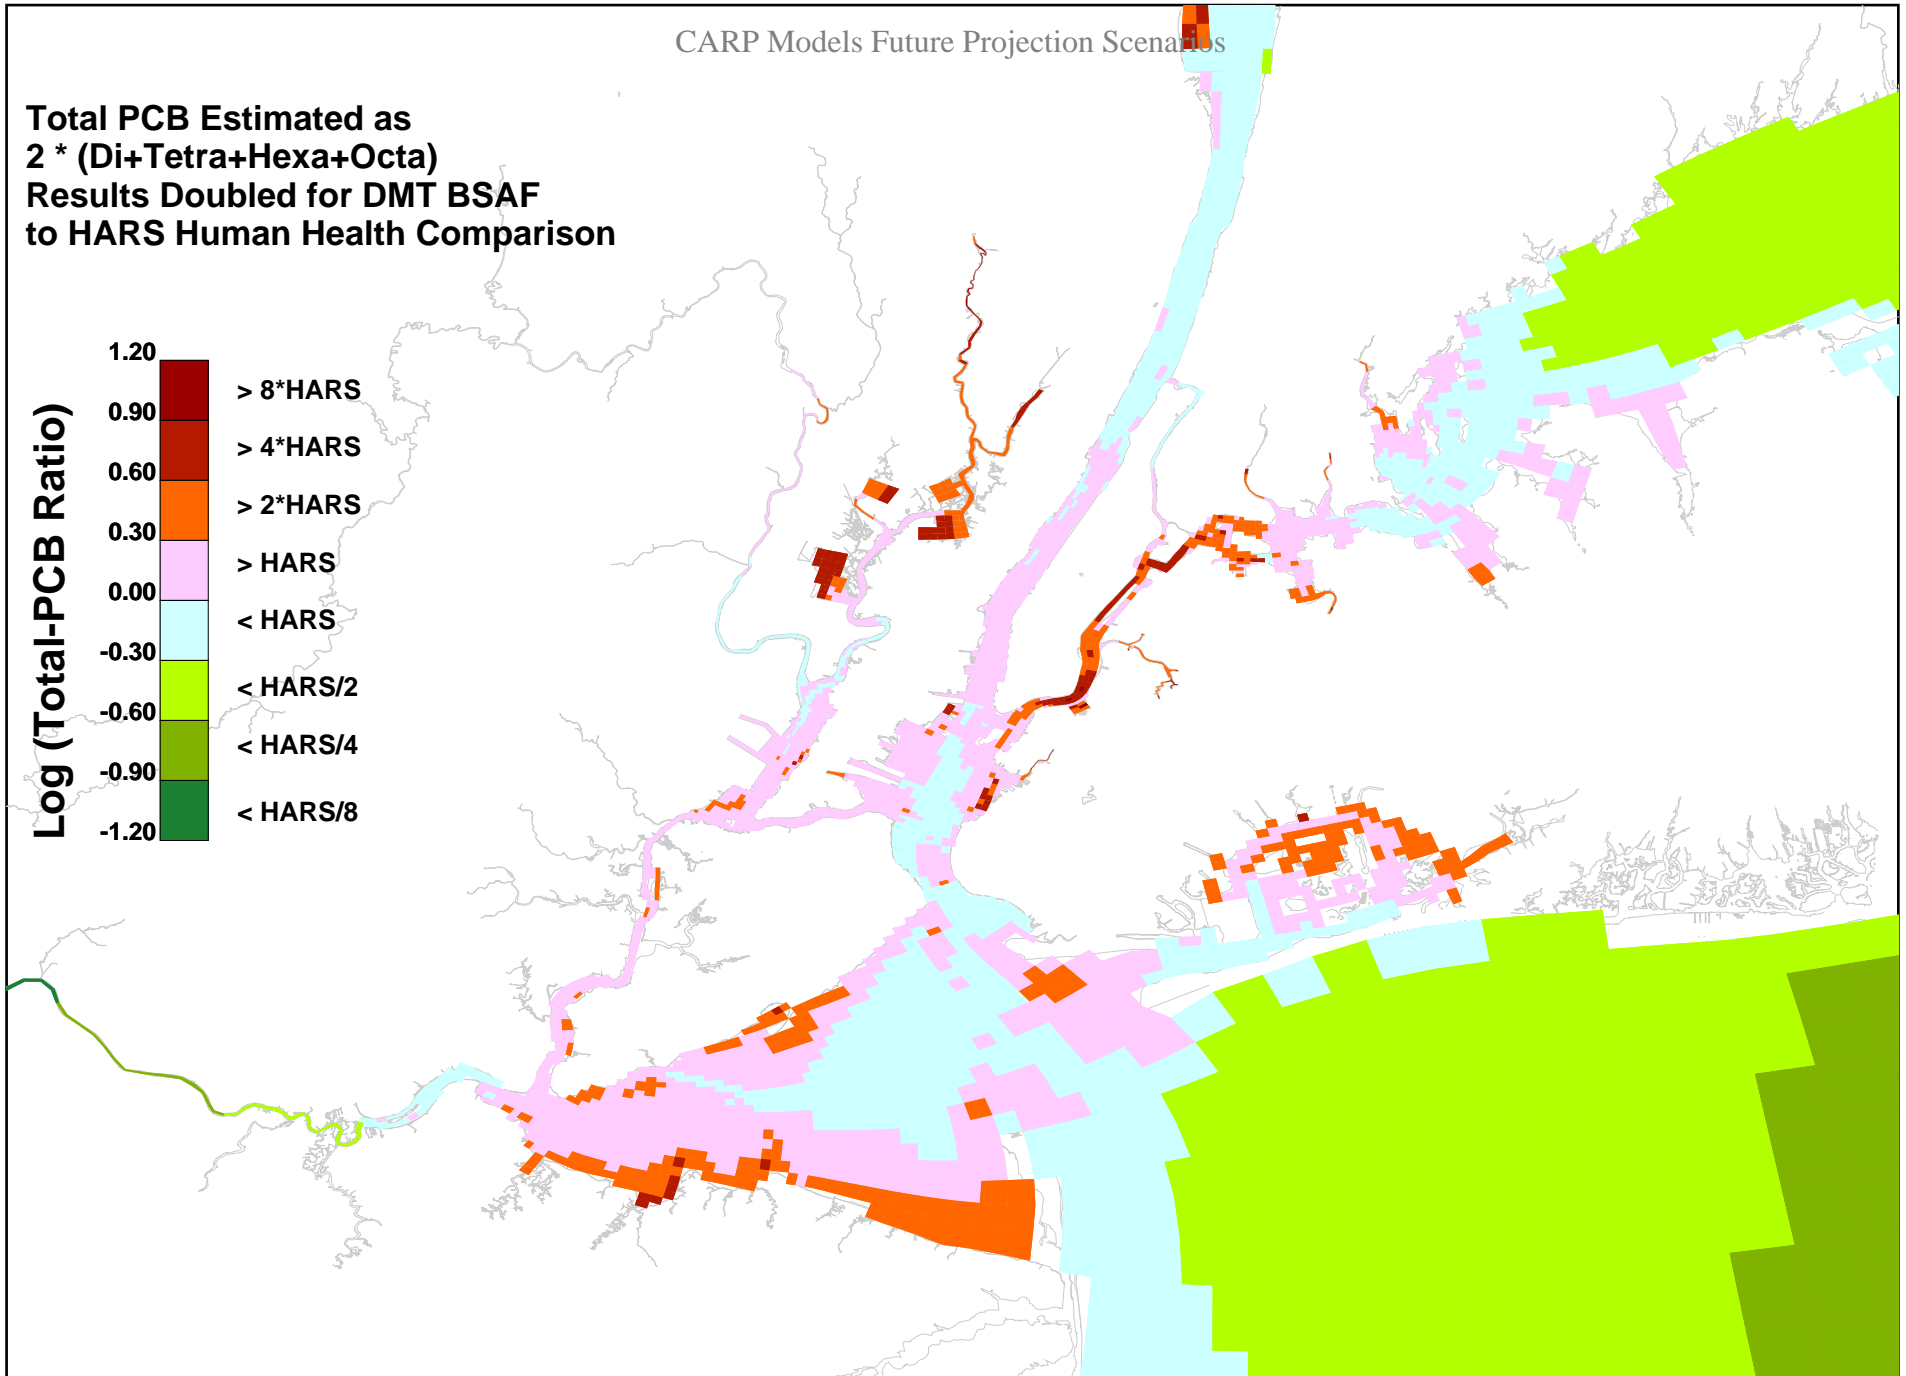 CARP Models Future Projection Scenarios
Total PCB Estimated as
2 * (Di+Tetra+Hexa+Octa)
Results Doubled for DMT BSAF
to HARS Human Health Comparison
Log (Total-PCB Ratio)
1.20
> 8*HARS
0.90
> 4*HARS
0.60
> 2*HARS
0.30
> HARS
0.00
< HARS
-0.30
< HARS/2
-0.60
< HARS/4
-0.90
< HARS/8
-1.20